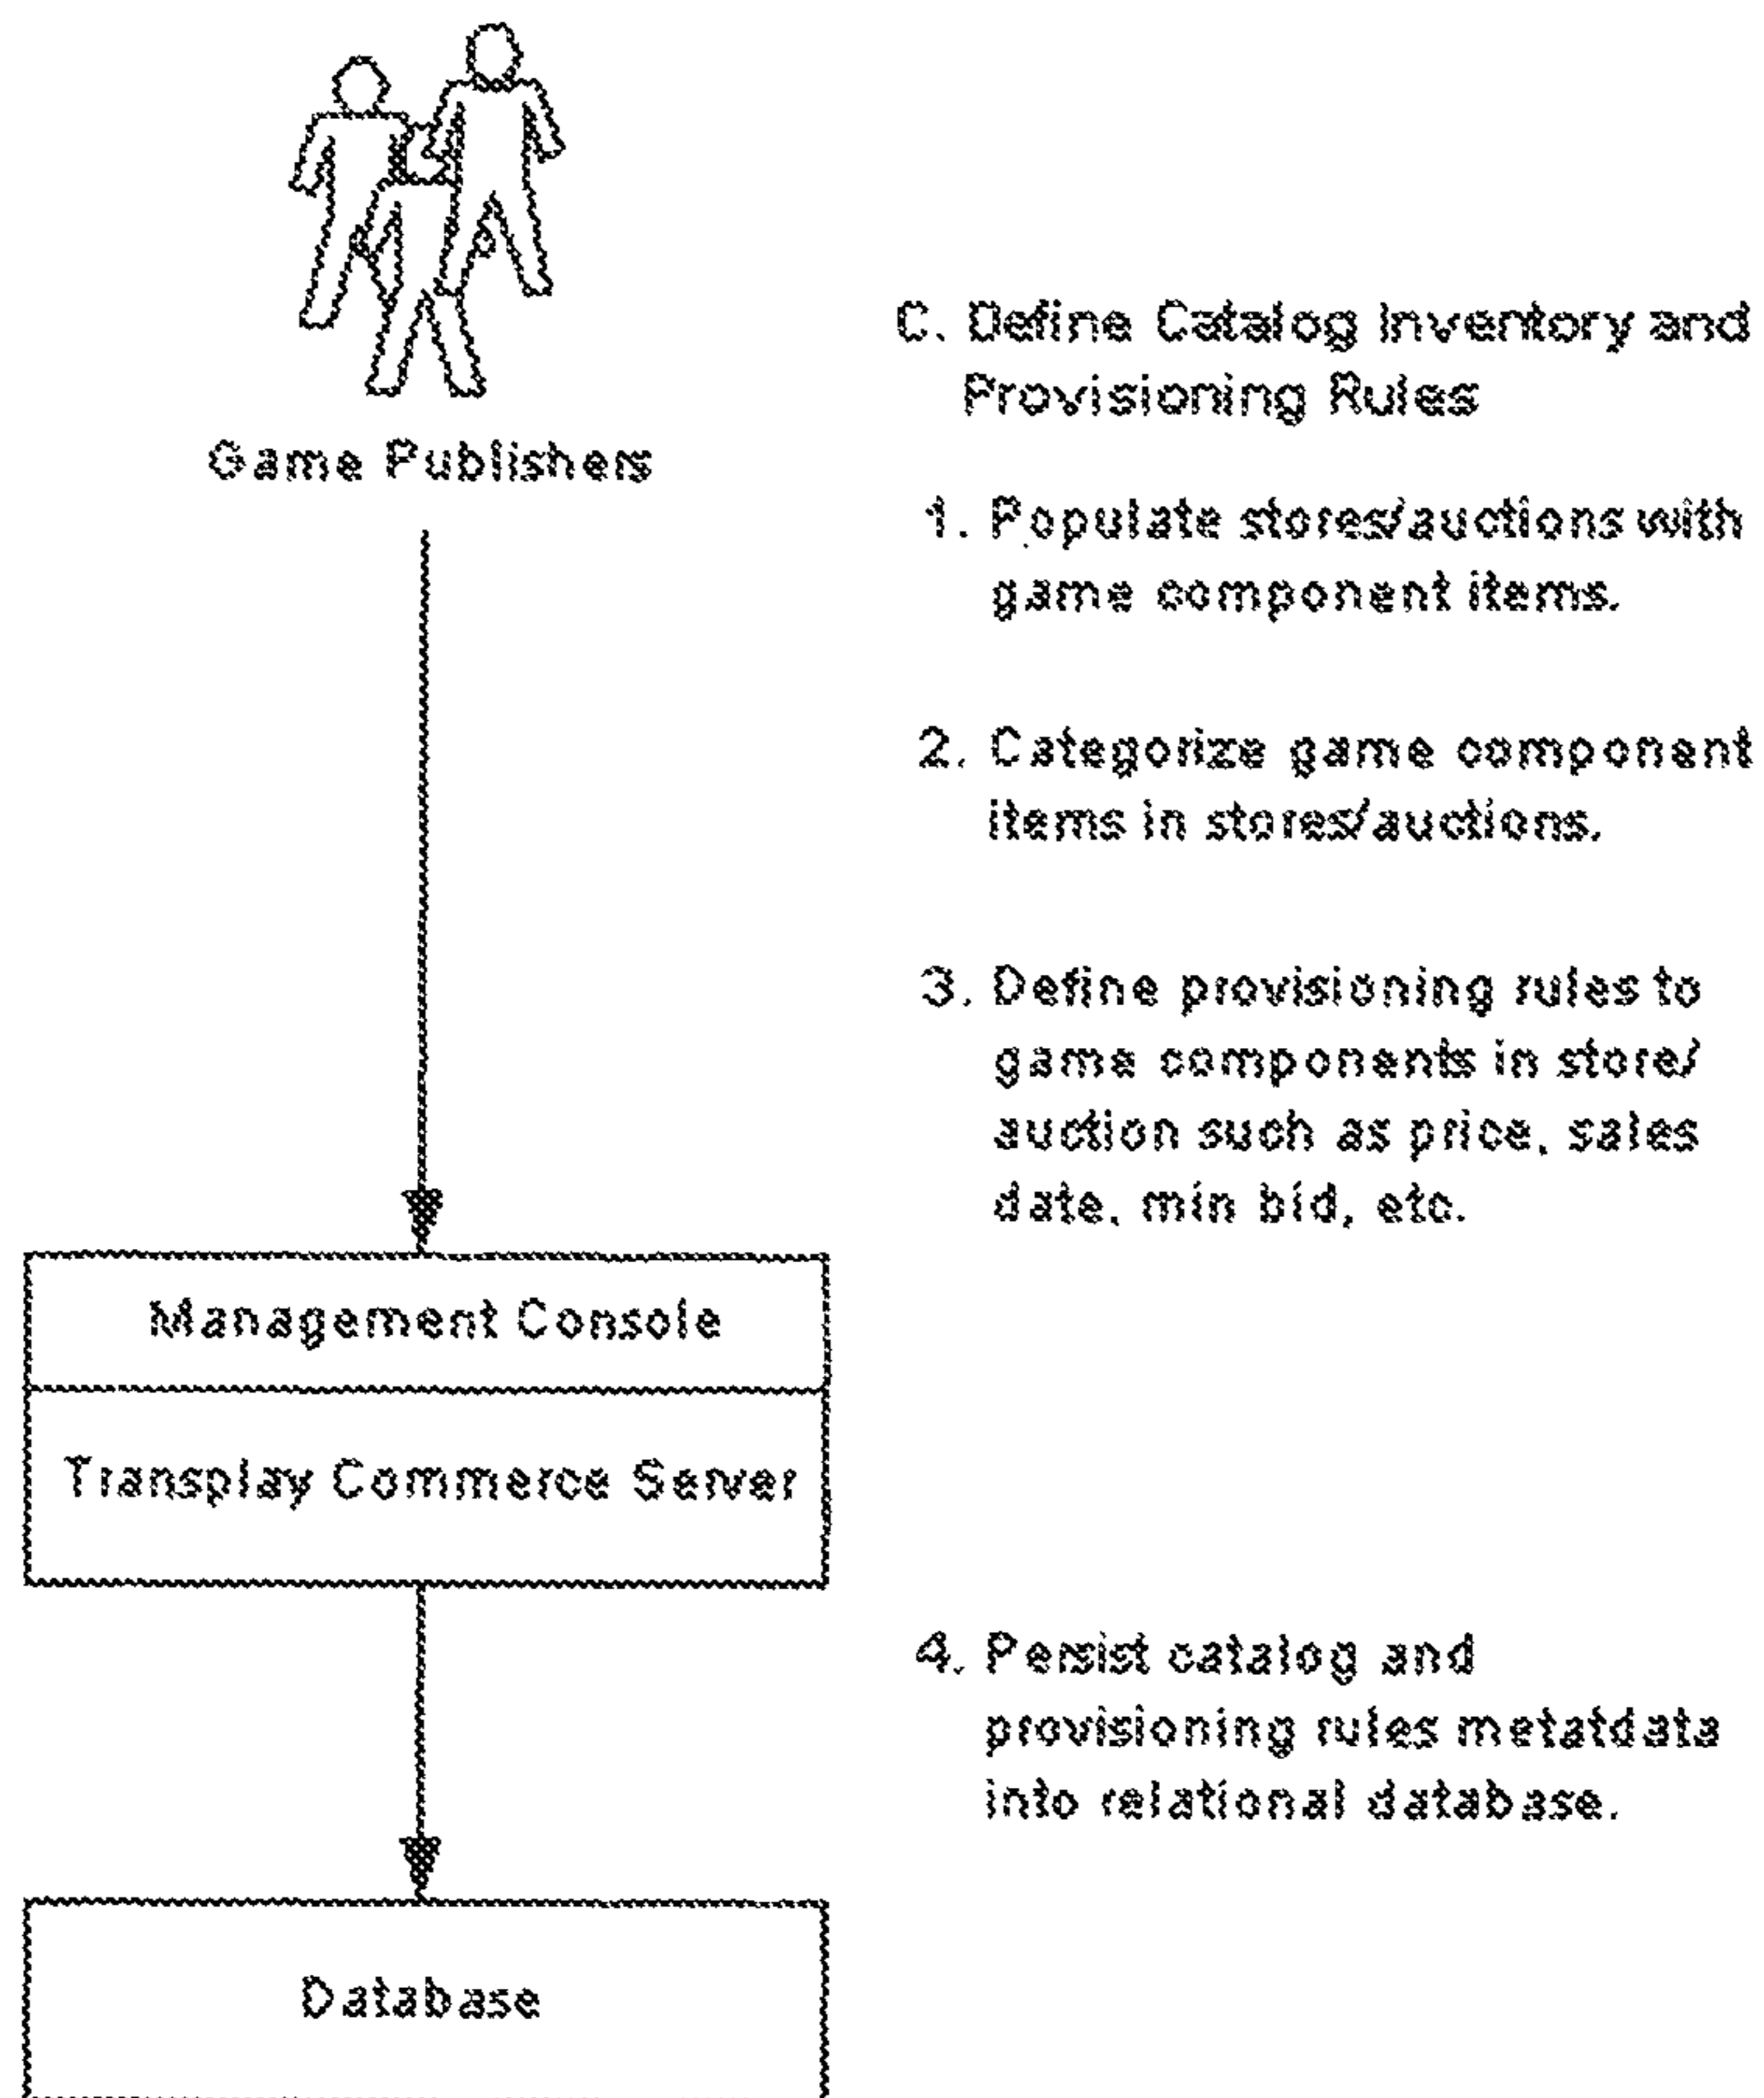 Game Publishers
C. Define Catalog Inventory and
Provisioning Rules
1. Populate stores/auctions with
game component items.
2. Categorize game component
items in stores/auctions.
3. Define provisioning rules to
game components in store/
auction such as price, sales
date, min bid, etc.
Management Console
Transplay Commerce Server
4. Persist catalog and
provisioning rules metatdata
into relational database.
Database